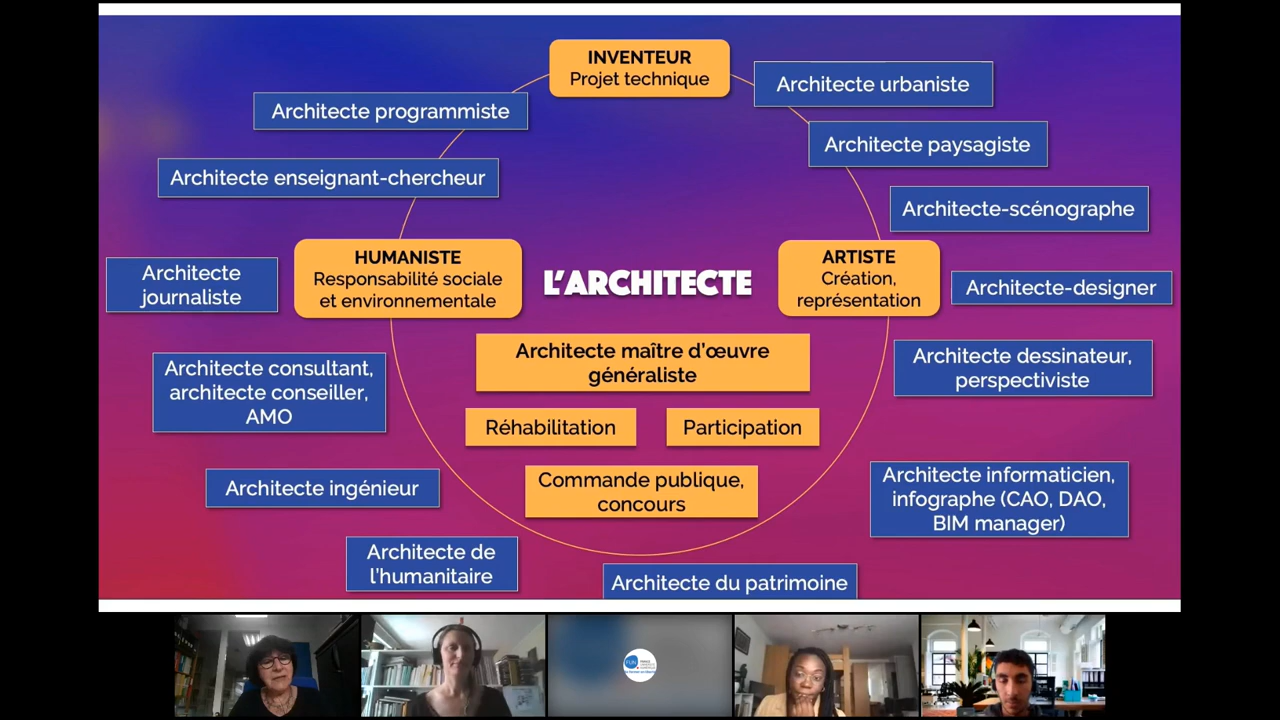 INVENTEUR
Projet technique
Architecte urbaniste
Architecte programmiste
Architecte paysagiste
Architecte enseignant-chercheur
Architecte-scénographe
HUMANISTE
Responsabilité sociale
et environnementale
L'ARCHITECTE
ARTISTE
Création,
représentation
Architecte
journaliste
Architecte-designer
Architecte maître d'œuvre
généraliste
Architecte dessinateur,
perspectiviste
Architecte consultant,
architecte conseiller,
AMO
Réhabilitation
Participation
Commande publique,
concours
Architecte ingénieur
Architecte informaticien,
infographe (CAO, DAO,
BIM manager)
Architecte de
l'humanitaire
Architecte du patrimoine
FUN